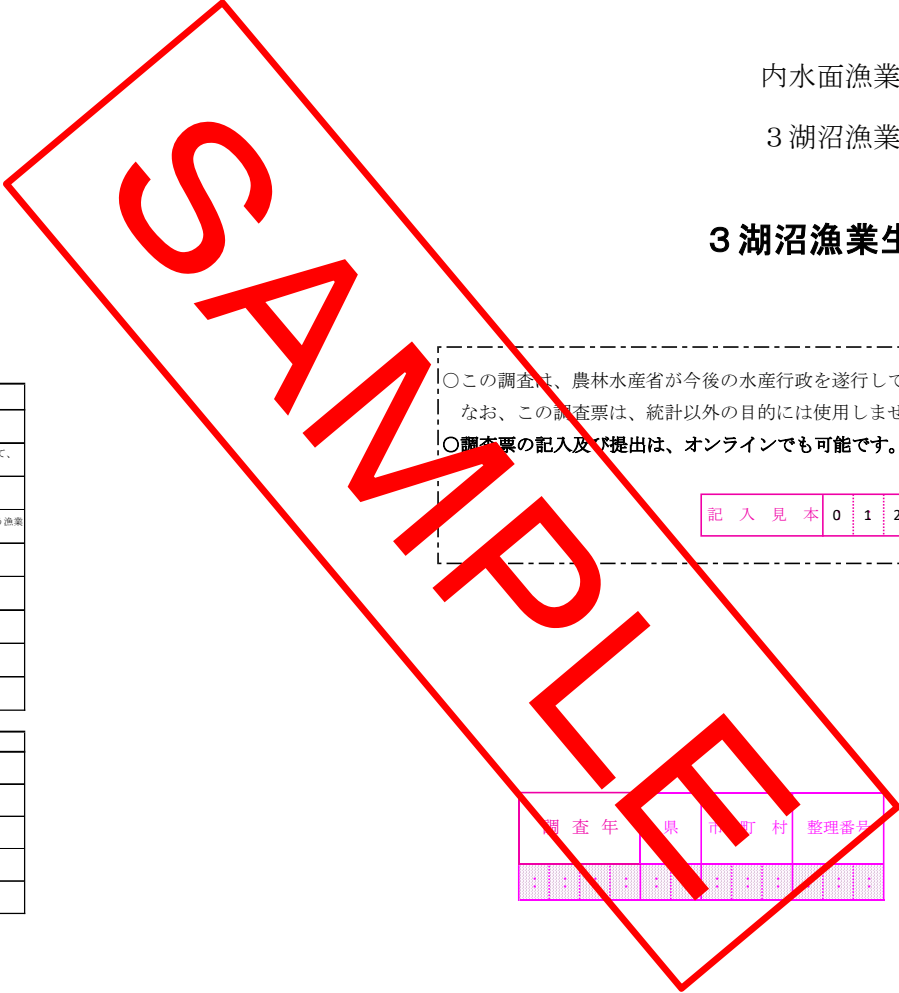 内水面漁業
３湖沼漁業
３湖沼漁業生
○この調査は、農林水産省が今後の水産行政を遂行して
なお、この調査票は、統計以外の目的には使用しませ
○調査票の記入及び提出は、オンラインでも可能です。
て、
漁業
記入見本 0 1 2
SAMPLE
調査年 県 市町村 整理番号